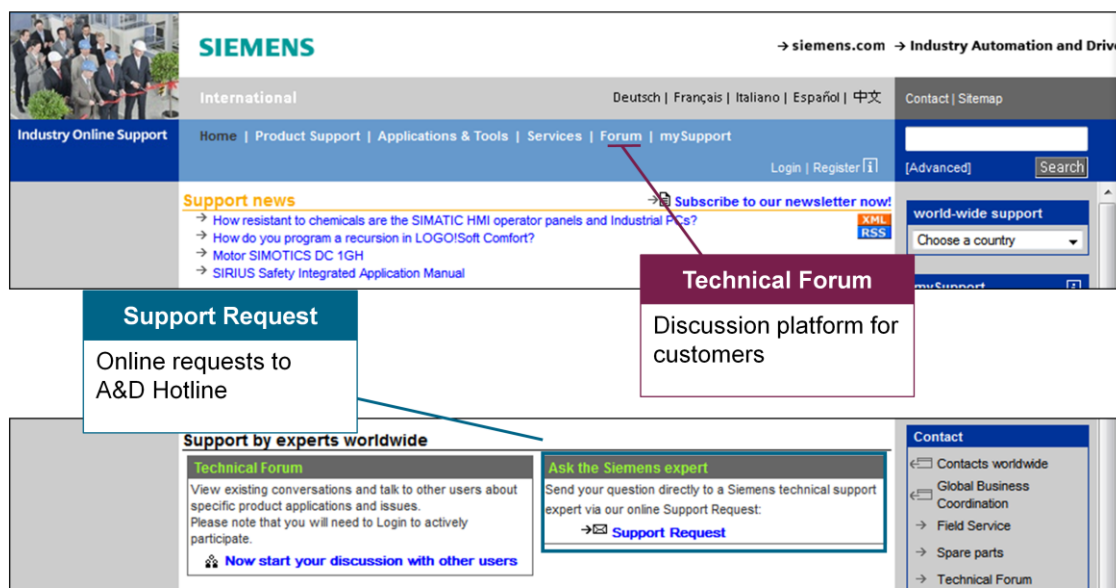 SIEMENS
→ siemens.com → Industry Automation and Drive
International
Deutsch | Français | Italiano | Español | 中文
Contact | Sitemap
Industry Online Support
Home | Product Support | Applications & Tools | Services | Forum | mySupport
Login | Register i
[Advanced] Search
Support news
→ Subscribe to our newsletter now!
→ How resistant to chemicals are the SIMATIC HMI operator panels and Industrial PCs?
→ How do you program a recursion in LOGO!Soft Comfort?
→ Motor SIMOTICS DC 1GH
→ SIRIUS Safety Integrated Application Manual
XML
RSS
world-wide support
Choose a country
mySupport
Technical Forum
Discussion platform for
customers
Support Request
Online requests to
A&D Hotline
Support by experts worldwide
Technical Forum
View existing conversations and talk to other users about
specific product applications and issues.
Please note that you will need to Login to actively
participate.
Now start your discussion with other users
Ask the Siemens expert
Send your question directly to a Siemens technical support
expert via our online Support Request:
→ Support Request
Contact
Contacts worldwide
Global Business
Coordination
→ Field Service
→ Spare parts
→ Technical Forum